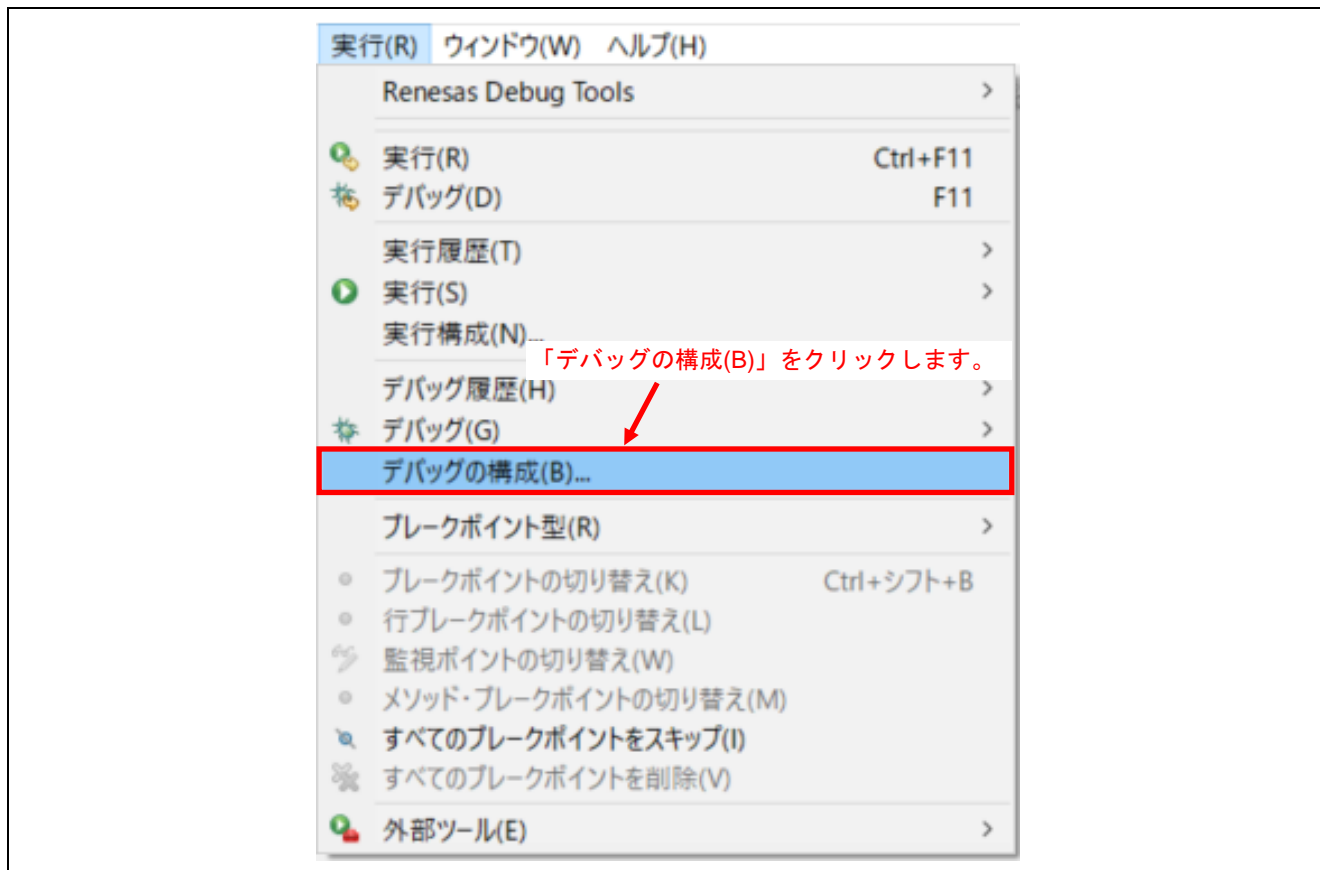 実行(R) ウィンドウ(W) ヘルプ(H)
Renesas Debug Tools
実行(R) Ctrl+F11
デバッグ(D) F11
実行履歴(T)
実行(S)
実行構成(N)...
「デバッグの構成(B)」をクリックします。
デバッグ履歴(H)
デバッグ(G)
デバッグの構成(B)...
ブレークポイント型(R)
ブレークポイントの切り替え(K) Ctrl+シフト+B
行ブレークポイントの切り替え(L)
監視ポイントの切り替え(W)
メソッド・ブレークポイントの切り替え(M)
すべてのブレークポイントをスキップ(I)
すべてのブレークポイントを削除(V)
外部ツール(E)